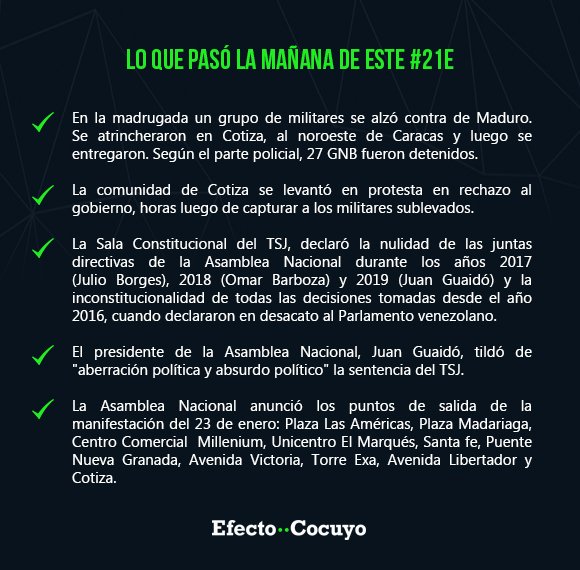 LO QUE PASÓ LA MAÑANA DE ESTE #21E
En la madrugada un grupo de militares se alzó contra de Maduro.
Se atrincheraron en Cotiza, al noroeste de Caracas y luego se
entregaron. Según el parte policial, 27 GNB fueron detenidos.
La comunidad de Cotiza se levantó en protesta en rechazo al
gobierno, horas luego de capturar a los militares sublevados.
La Sala Constitucional del TSJ, declaró la nulidad de las juntas
directivas de la Asamblea Nacional durante los años 2017
(Julio Borges), 2018 (Omar Barboza) y 2019 (Juan Guaidó) y la
inconstitucionalidad de todas las decisiones tomadas desde el año
2016, cuando declararon en desacato al Parlamento venezolano.
El presidente de la Asamblea Nacional, Juan Guaidó, tildó de
"aberración política y absurdo político" la sentencia del TSJ.
La Asamblea Nacional anunció los puntos de salida de la
manifestación del 23 de enero: Plaza Las Américas, Plaza Madariaga,
Centro Comercial Millenium, Unicentro El Marqués, Santa fe, Puente
Nueva Granada, Avenida Victoria, Torre Exa, Avenida Libertador y
Cotiza.
Efecto··Cocuyo